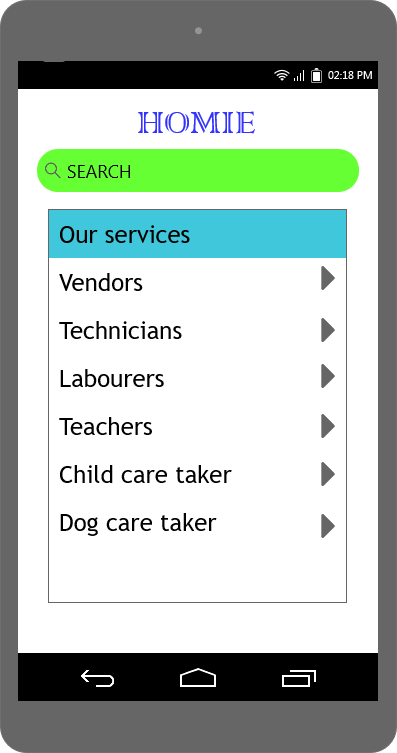 02:18 PM
HOMIE
SEARCH
Our services
Vendors
Technicians
Labourers
Teachers
Child care taker
Dog care taker